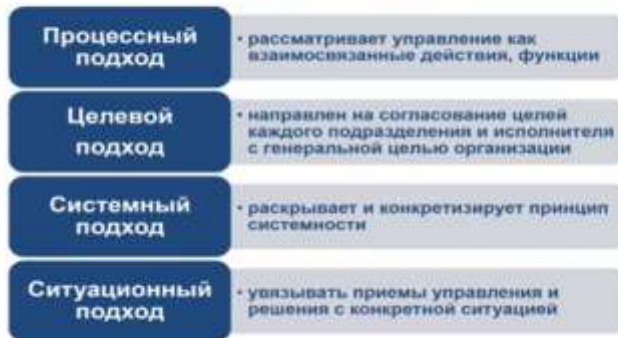 Процессный
подход
• рассматривает управление как
взаимосвязанные действия, функции
Целевой
подход
• направлен на согласование целей
каждого подразделения и исполнителя
с генеральной целью организации
Системный
подход
• раскрывает и конкретизирует принцип
системности
Ситуационный
подход
• увязывать приемы управления и
решения с конкретной ситуацией